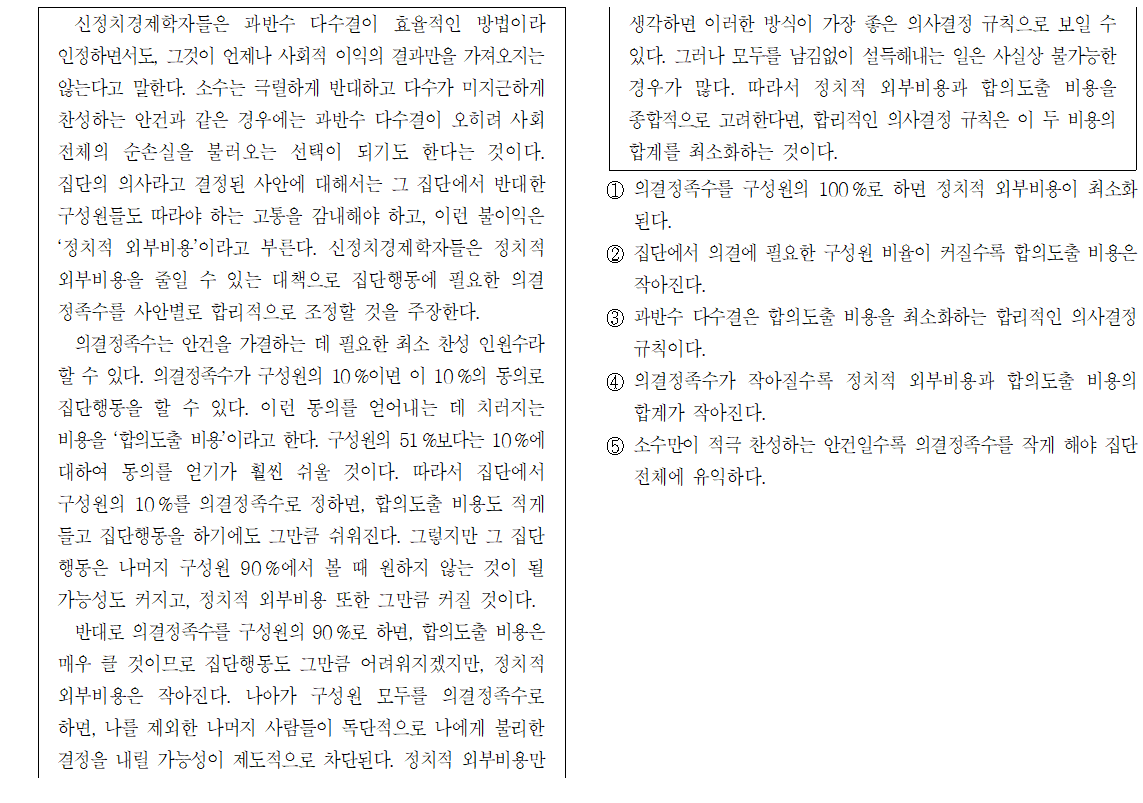 신정치경제학자들은 과반수 다수결이 효율적인 방법이라
인정하면서도, 그것이 언제나 사회적 이익의 결과만을 가져오지는
않는다고 말한다. 소수는 극렬하게 반대하고 다수가 미지근하게
찬성하는 안건과 같은 경우에는 과반수 다수결이 오히려 사회
전체의 순손실을 불러오는 선택이 되기도 한다는 것이다.
집단의 의사라고 결정된 사안에 대해서는 그 집단에서 반대한
구성원들도 따라야 하는 고통을 감내해야 하고, 이런 불이익은
‘정치적 외부비용’이라고 부른다. 신정치경제학자들은 정치적
외부비용을 줄일 수 있는 대책으로 집단행동에 필요한 의결
정족수를 사안별로 합리적으로 조정할 것을 주장한다.
의결정족수는 안건을 가결하는 데 필요한 최소 찬성 인원수라
할 수 있다. 의결정족수가 구성원의 10%이면 이 10%의 동의로
집단행동을 할 수 있다. 이런 동의를 얻어내는 데 치러지는
비용을 ‘합의도출 비용’이라고 한다. 구성원의 51%보다는 10%에
대하여 동의를 얻기가 훨씬 쉬울 것이다. 따라서 집단에서
구성원의 10%를 의결정족수로 정하면, 합의도출 비용도 적게
들고 집단행동을 하기에도 그만큼 쉬워진다. 그렇지만 그 집단
행동은 나머지 구성원 90%에서 볼 때 원하지 않는 것이 될
가능성도 커지고, 정치적 외부비용 또한 그만큼 커질 것이다.
반대로 의결정족수를 구성원의 90%로 하면, 합의도출 비용은
매우 클 것이므로 집단행동도 그만큼 어려워지겠지만, 정치적
외부비용은 작아진다. 나아가 구성원 모두를 의결정족수로
하면, 나를 제외한 나머지 사람들이 독단적으로 나에게 불리한
결정을 내릴 가능성이 제도적으로 차단된다. 정치적 외부비용만
생각하면 이러한 방식이 가장 좋은 의사결정 규칙으로 보일 수
있다. 그러나 모두를 남김없이 설득해내는 일은 사실상 불가능한
경우가 많다. 따라서 정치적 외부비용과 합의도출 비용을
종합적으로 고려한다면, 합리적인 의사결정 규칙은 이 두 비용의
합계를 최소화하는 것이다.
① 의결정족수를 구성원의 100%로 하면 정치적 외부비용이 최소화
된다.
② 집단에서 의결에 필요한 구성원 비율이 커질수록 합의도출 비용은
작아진다.
③ 과반수 다수결은 합의도출 비용을 최소화하는 합리적인 의사결정
규칙이다.
④ 의결정족수가 작아질수록 정치적 외부비용과 합의도출 비용의
합계가 작아진다.
⑤ 소수만이 적극 찬성하는 안건일수록 의결정족수를 작게 해야 집단
전체에 유익하다.